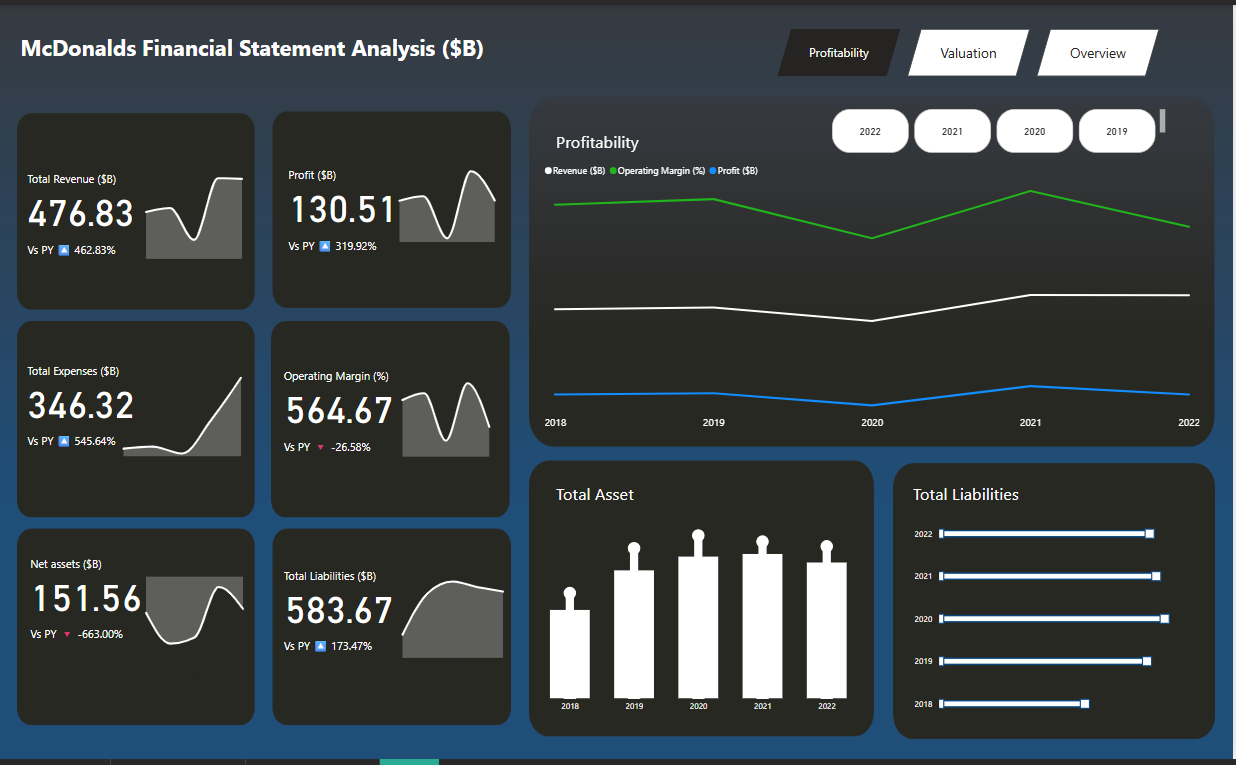 McDonalds Financial Statement Analysis ($B)
Profitability
Valuation
Overview
Total Revenue ($B)
476.83
Vs PY 🔼 462.83%
Profit ($B)
130.51
Vs PY 🔼 319.92%
Total Expenses ($B)
346.32
Vs PY 🔼 545.64%
Operating Margin (%)
564.67
Vs PY 🔻 -26.58%
Net assets ($B)
151.56
Vs PY 🔻 -663.00%
Total Liabilities ($B)
583.67
Vs PY 🔼 173.47%
2022 2021 2020 2019
Profitability
Revenue ($B) Operating Margin (%) Profit ($B)
2018 2019 2020 2021 2022
Total Asset
2018 2019 2020 2021 2022
Total Liabilities
2022
2021
2020
2019
2018